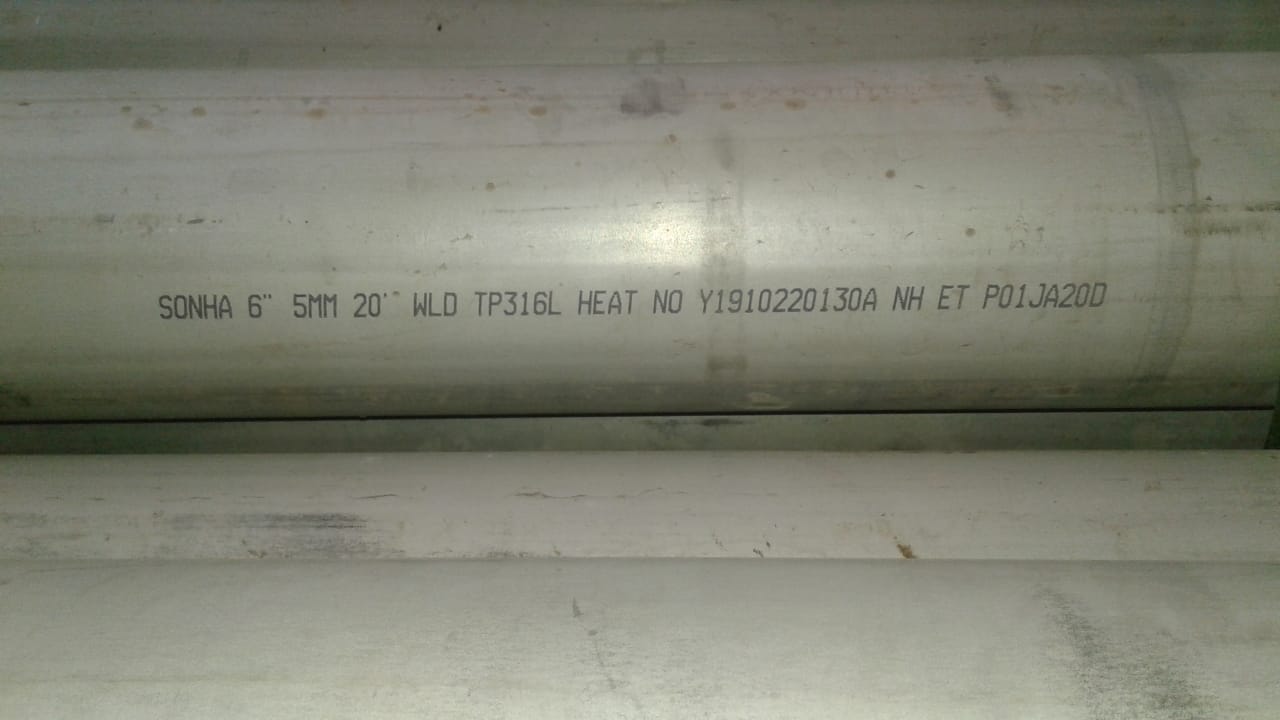 SONHA 6" 5MM 20'' WLD TP316L HEAT NO Y1910220130A NH ET P01JA20D